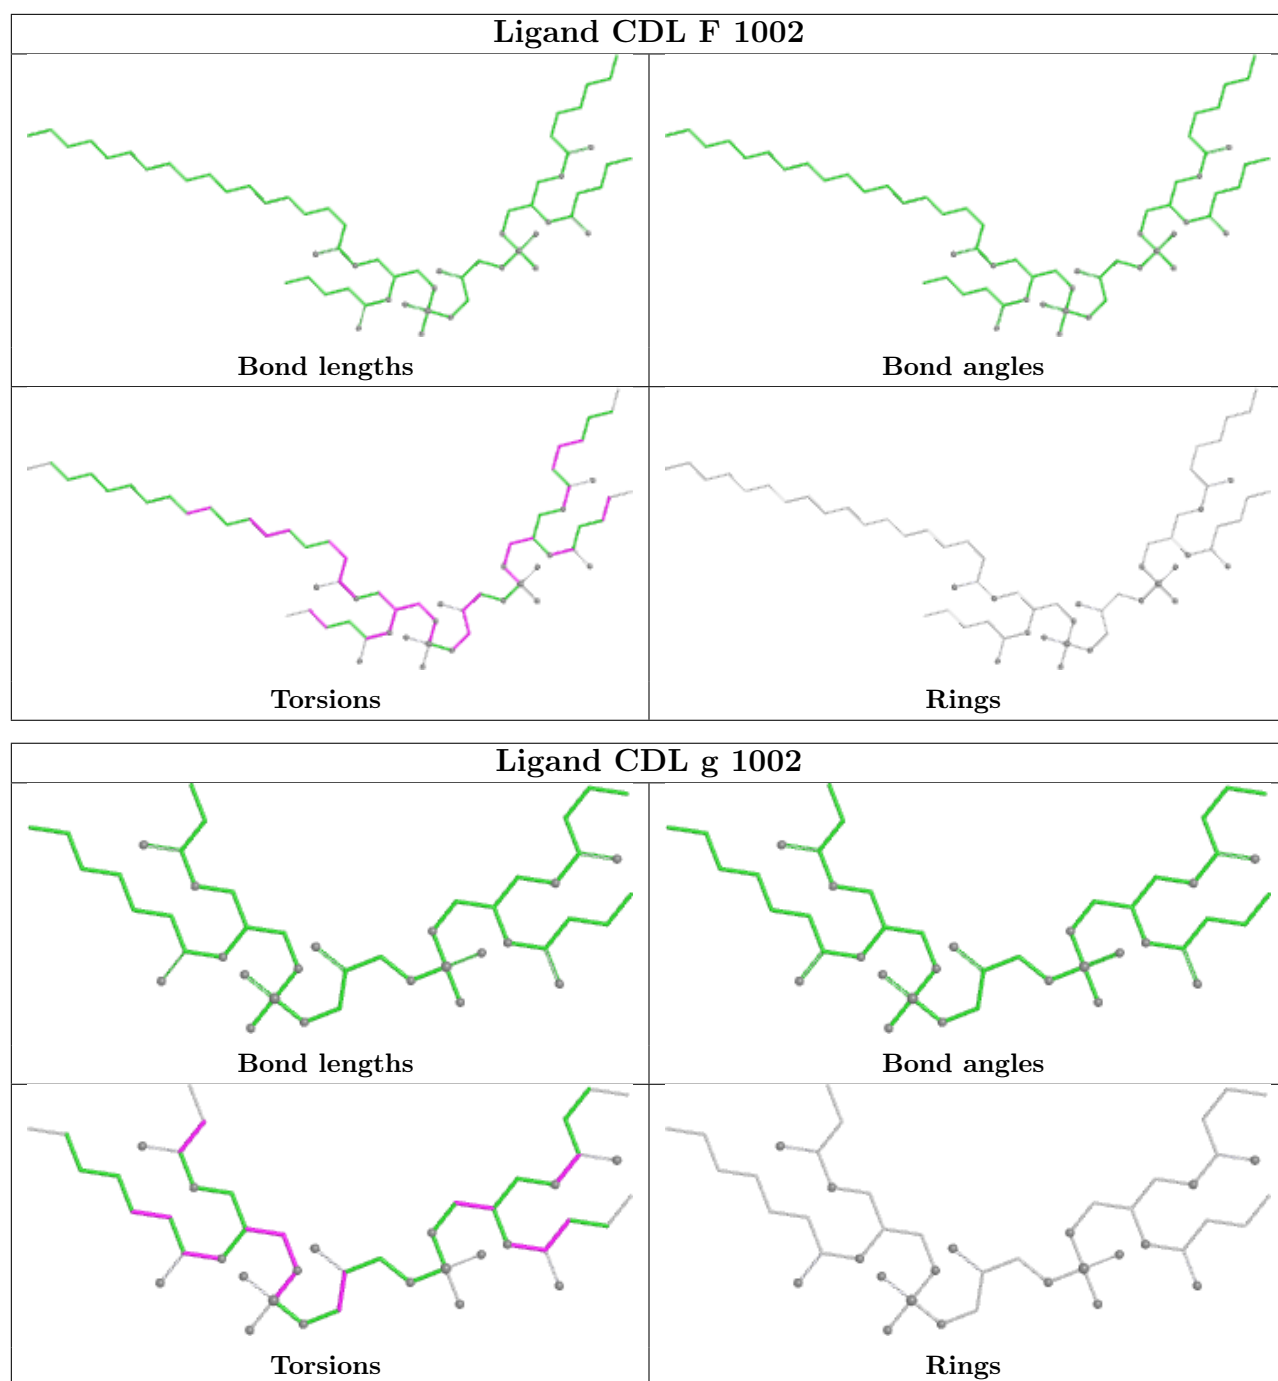 Ligand CDL F 1002
Bond lengths
Bond angles
Torsions
Rings
Ligand CDL g 1002
Bond lengths
Bond angles
Torsions
Rings